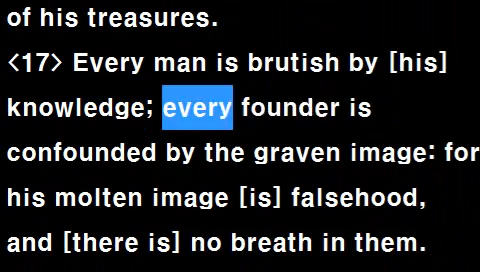 of his treasures.
<17> Every man is brutish by [his]
knowledge; every founder is
confounded by the graven image: for
his molten image [is] falsehood,
and [there is] no breath in them.